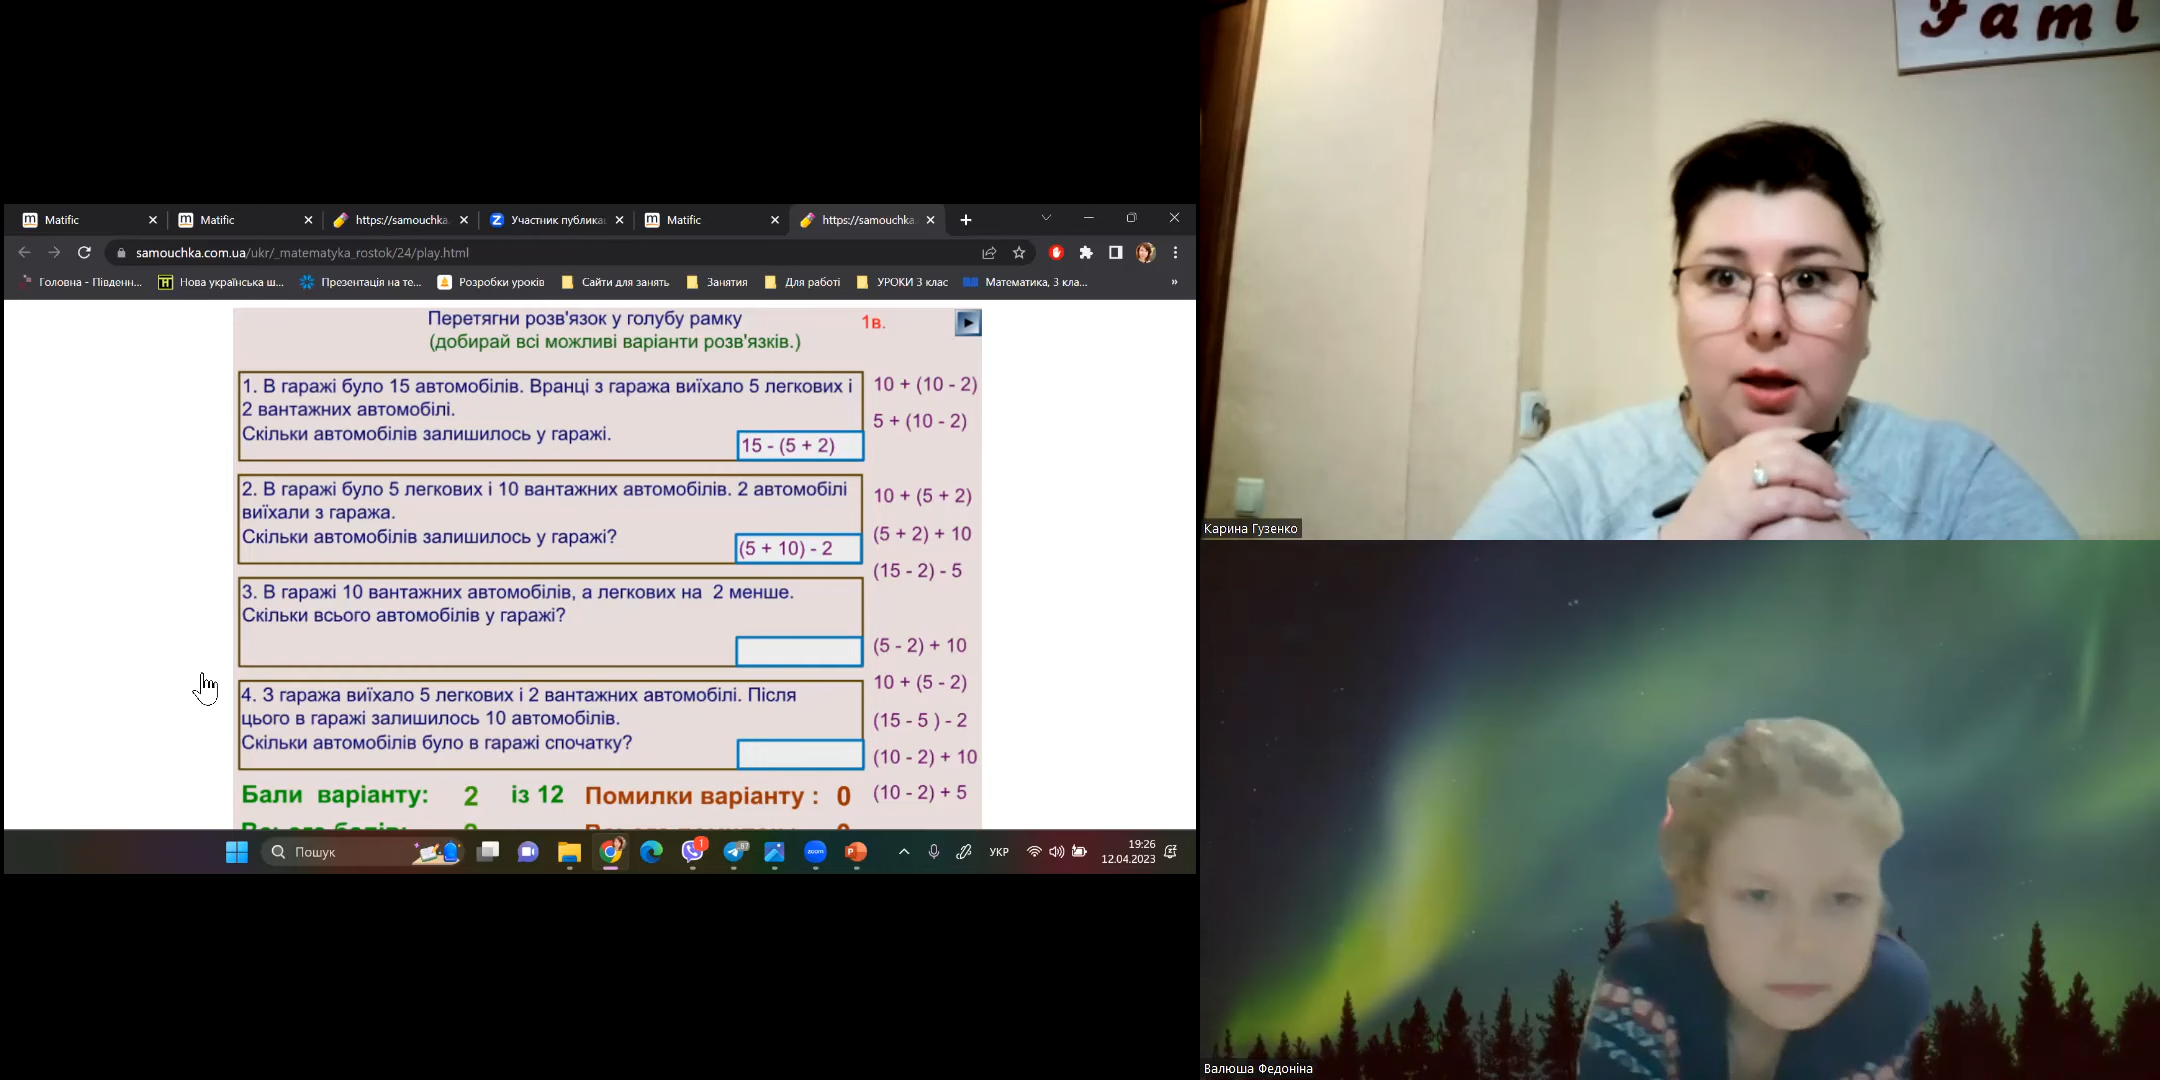 Matific
Matific
https://samouchka.
Участник публика
Matific
https://samouchka.
samouchka.com.ua/ukr/_matematyka_rostok/24/play.html
Головна - Південн...
Нова українська ш...
Презентація на те...
Розробки уроків
Сайти для занять
Занятия
Для работі
УРОКИ 3 класс
Математика, 3 кла...
»
Перетягни розв'язок у голубу рамку
1в.
(добирай всі можливі варіанти розв'язків.)
1. В гаражі було 15 автомобілів. Вранці з гаража виїхало 5 легкових і
2 вантажних автомобілі.
Скільки автомобілів залишилось у гаражі.
15 - (5 + 2)
2. В гаражі було 5 легкових і 10 вантажних автомобілів. 2 автомобілі
виїхали з гаража.
Скільки автомобілів залишилось у гаражі?
(5 + 10) - 2
3. В гаражі 10 вантажних автомобілів, а легкових на 2 менше.
Скільки всього автомобілів у гаражі?
4. З гаража виїхало 5 легкових і 2 вантажних автомобілі. Після
цього в гаражі залишилось 10 автомобілів.
Скільки автомобілів було в гаражі спочатку?
10 + (10 - 2)
5 + (10 - 2)
10 + (5 + 2)
(5 + 2) + 10
(15 - 2) - 5
(5 - 2) + 10
10 + (5 - 2)
(15 - 5 ) - 2
(10 - 2) + 10
(10 - 2) + 5
Бали варіанту: 2 із 12 Помилки варіанту : 0
Пошук
zoom
1
87
УКР
19:26
12.04.2023
Fami
Карина Гузенко
Валюша Федоніна